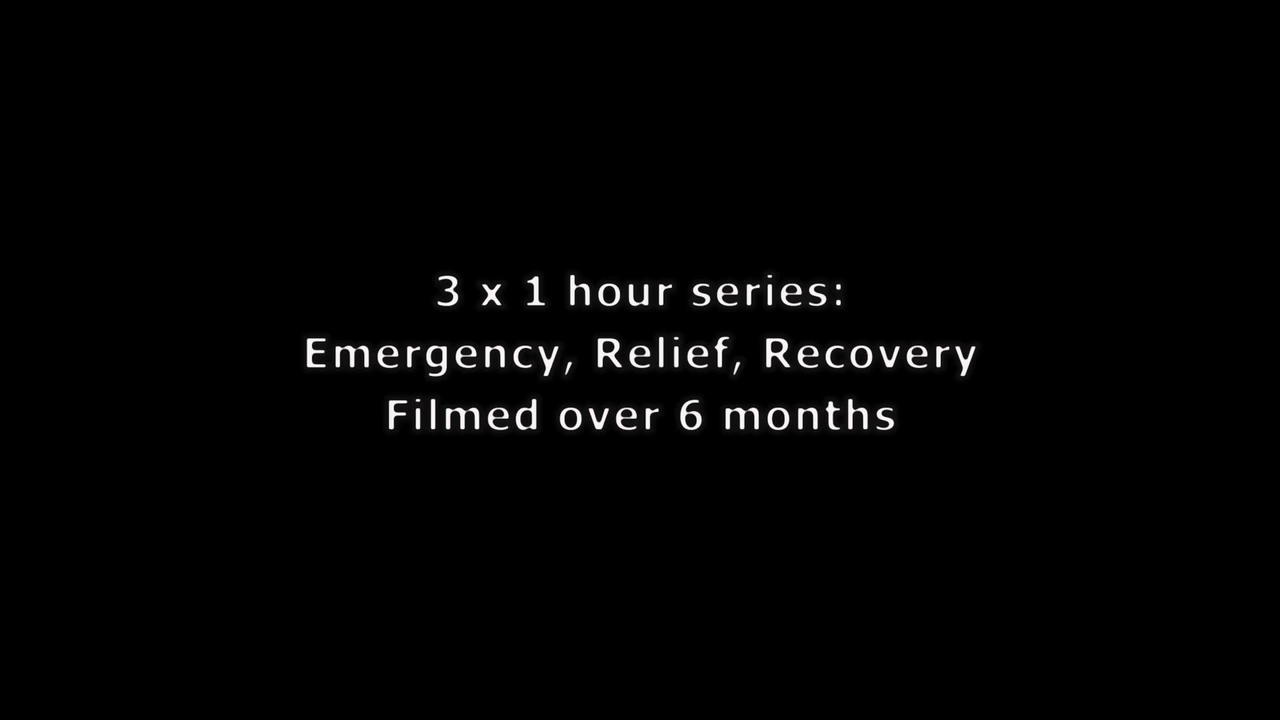 3 x 1 hour series:
Emergency, Relief, Recovery
Filmed over 6 months